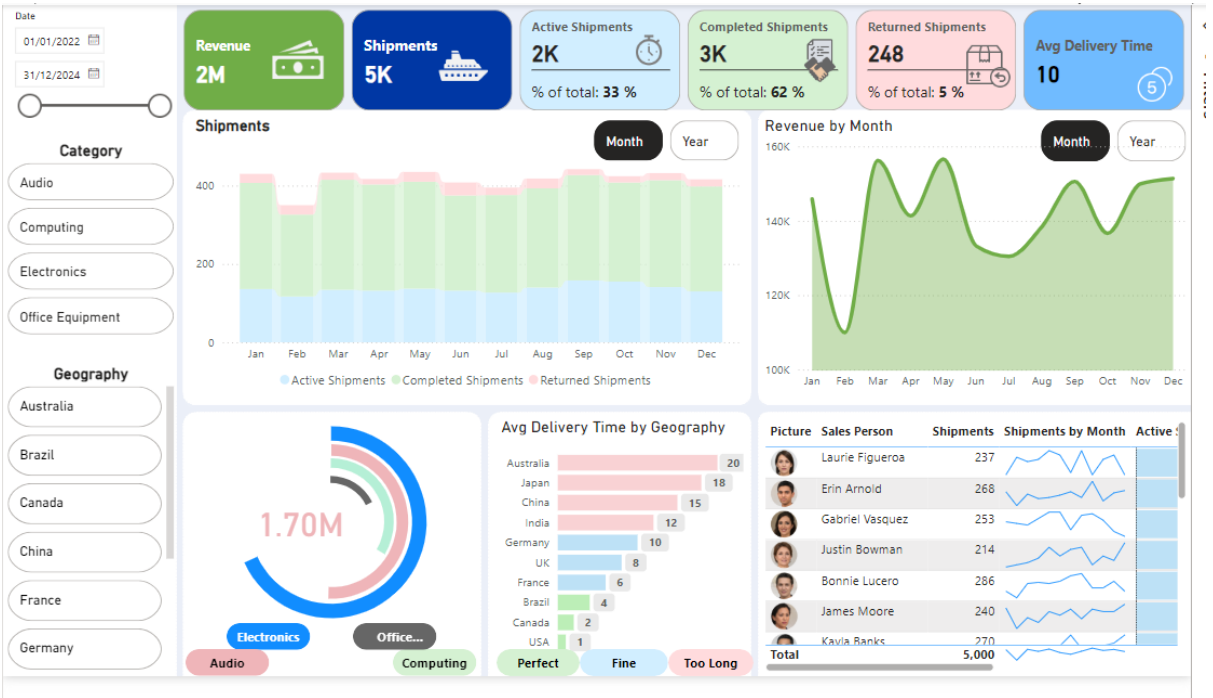 Date
01/01/2022
31/12/2024
Category
Audio
Computing
Electronics
Office Equipment
Geography
Australia
Brazil
Canada
China
France
Germany
Revenue
2M
Shipments
5K
Active Shipments
2K
% of total: 33 %
Completed Shipments
3K
% of total: 62 %
Returned Shipments
248
% of total: 5 %
Avg Delivery Time
10
5
Shipments
Month Year
400
200
0
Jan Feb Mar Apr May Jun Jul Aug Sep Oct Nov Dec
Active Shipments Completed Shipments Returned Shipments
Revenue by Month
Month Year
160K
140K
120K
100K
Jan Feb Mar Apr May Jun Jul Aug Sep Oct Nov Dec
1.70M
Electronics Office...
Audio Computing
Avg Delivery Time by Geography
Australia 20
Japan 18
China 15
India 12
Germany 10
UK 8
France 6
Brazil 4
Canada 2
USA 1
Perfect Fine Too Long
Picture Sales Person Shipments Shipments by Month Active
Laurie Figueroa 237
Erin Arnold 268
Gabriel Vasquez 253
Justin Bowman 214
Bonnie Lucero 286
James Moore 240
Kayla Banks 270
Total 5,000